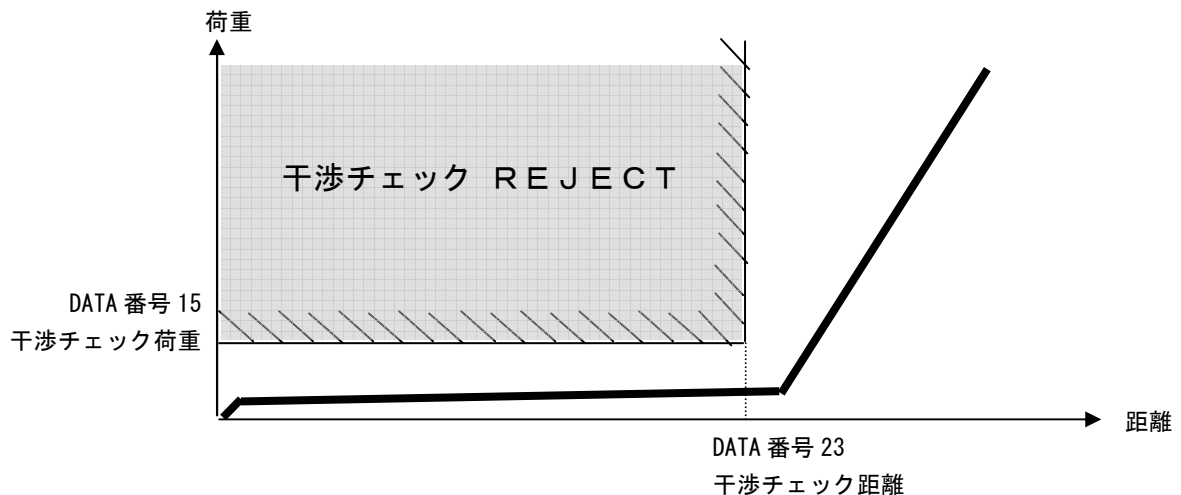 荷重
干渉チェック ＲＥＪＥＣＴ
DATA 番号 15
干渉チェック荷重
距離
DATA 番号 23
干渉チェック距離